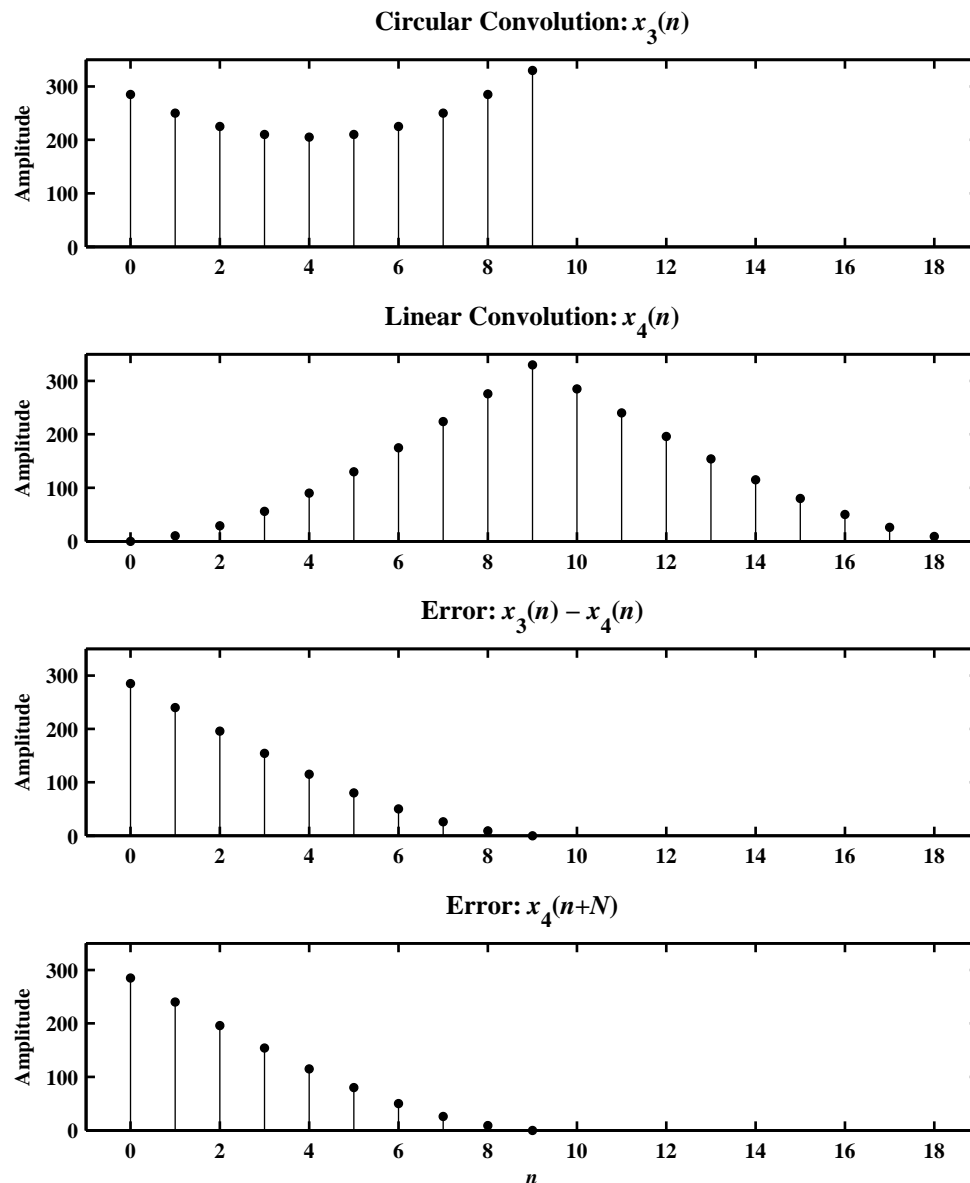 Circular Convolution: x3(n)
Amplitude
300
200
100
0
0 2 4 6 8 10 12 14 16 18
Linear Convolution: x4(n)
Amplitude
300
200
100
0
0 2 4 6 8 10 12 14 16 18
Error: x3(n) − x4(n)
Amplitude
300
200
100
0
0 2 4 6 8 10 12 14 16 18
Error: x4(n+N)
Amplitude
300
200
100
0
0 2 4 6 8 10 12 14 16 18
n